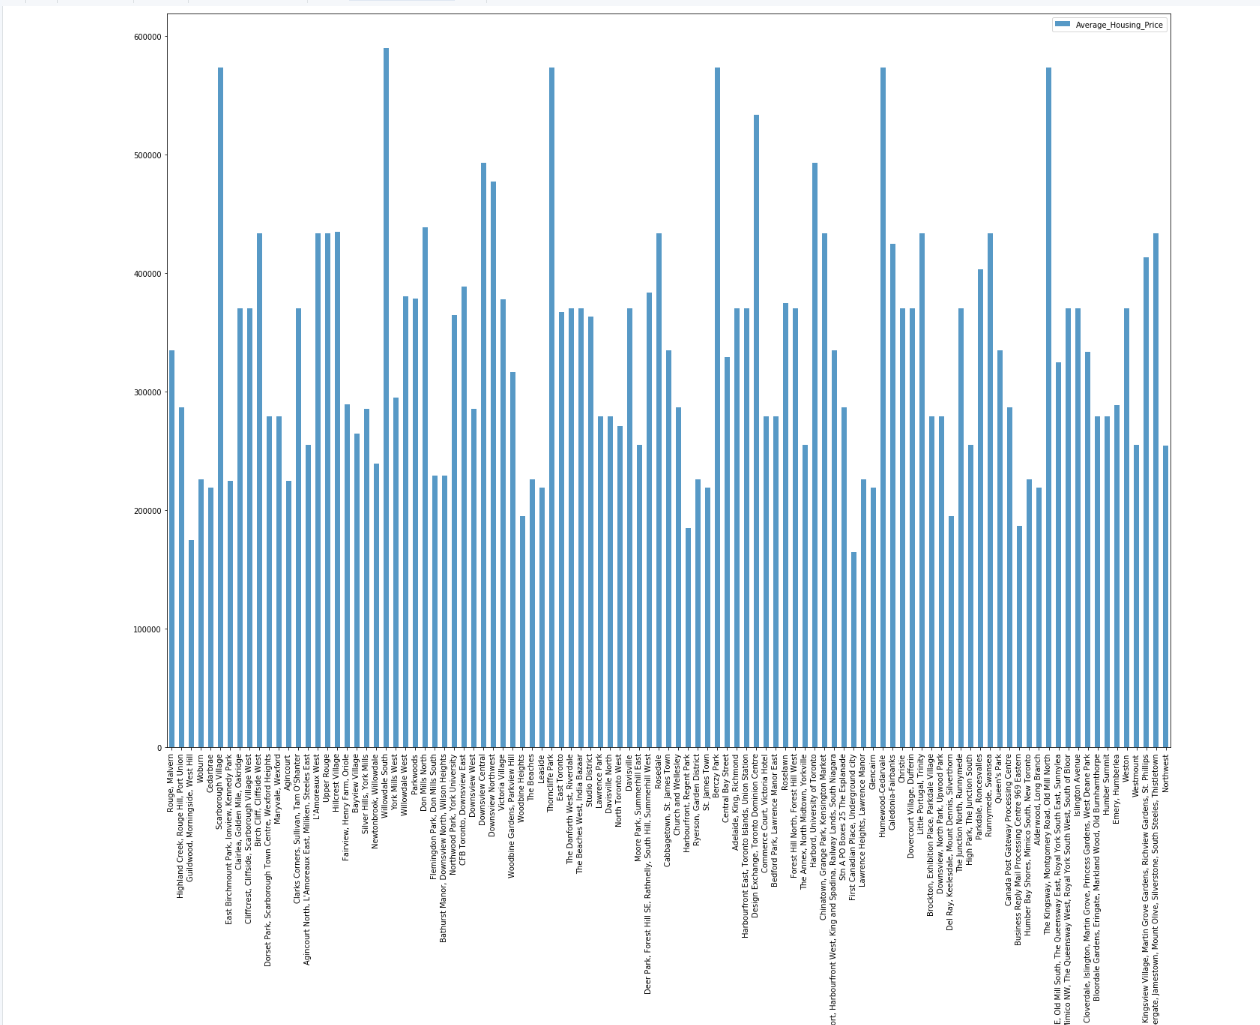 Average_Housing_Price
600000
500000
400000
300000
200000
100000
0
Rouge, Malvern
Highland Creek, Rouge Hill, Port Union
Guildwood, Morningside, West Hill
Woburn
Cedarbrae
Scarborough Village
East Birchmount Park, Ionview, Kennedy Park
Clairlea, Golden Mile, Oakridge
Cliffcrest, Cliffside, Scarborough Village West
Birch Cliff, Cliffside West
Dorset Park, Scarborough Town Centre, Wexford Heights
Maryvale, Wexford
Agincourt
Clarks Corners, Sullivan, Tam O'Shanter
Agincourt North, L'Amoreaux East, Milliken, Steeles East
L'Amoreaux West
Upper Rouge
Hillcrest Village
Fairview, Henry Farm, Oriole
Bayview Village
Silver Hills, York Mills
Newtonbrook, Willowdale
Willowdale South
York Mills West
Willowdale West
Parkwoods
Don Mills North
Flemingdon Park, Don Mills South
Bathurst Manor, Downsview North, Wilson Heights
Northwood Park, York University
CFB Toronto, Downsview East
Downsview West
Downsview Central
Downsview Northwest
Victoria Village
Woodbine Gardens, Parkview Hill
Woodbine Heights
The Beaches
Leaside
Thorncliffe Park
East Toronto
The Danforth West, Riverdale
The Beaches West, India Bazaar
Studio District
Lawrence Park
Davisville North
North Toronto West
Davisville
Moore Park, Summerhill East
Deer Park, Forest Hill SE, Rathnelly, South Hill, Summerhill West
Rosedale
Cabbagetown, St. James Town
Church and Wellesley
Harbourfront, Regent Park
Ryerson, Garden District
St. James Town
Berczy Park
Central Bay Street
Adelaide, King, Richmond
Harbourfront East, Toronto Islands, Union Station
Design Exchange, Toronto Dominion Centre
Commerce Court, Victoria Hotel
Bedford Park, Lawrence Manor East
Roselawn
Forest Hill North, Forest Hill West
The Annex, North Midtown, Yorkville
Harbord, University of Toronto
Chinatown, Grange Park, Kensington Market
ort, Harbourfront West, King and Spadina, Railway Lands, South Niagara
Stn A PO Boxes 25 The Esplanade
First Canadian Place, Underground city
Lawrence Heights, Lawrence Manor
Glencairn
Humewood-Cedarvale
Caledonia-Fairbanks
Christie
Dovercourt Village, Dufferin
Little Portugal, Trinity
Brockton, Exhibition Place, Parkdale Village
Downsview, North Park, Upwood Park
Del Ray, Keelesdale, Mount Dennis, Silverthorn
The Junction North, Runnymede
High Park, The Junction South
Parkdale, Roncesvalles
Runnymede, Swansea
Queen's Park
Canada Post Gateway Processing Centre
Business Reply Mail Processing Centre 969 Eastern
Humber Bay Shores, Mimico South, New Toronto
Alderwood, Long Branch
The Kingsway, Montgomery Road, Old Mill North
E, Old Mill South, The Queensway East, Royal York South East, Sunnylea
Mimico NW, The Queensway West, Royal York South West, South of Bloor
Islington Avenue
Cloverdale, Islington, Martin Grove, Princess Gardens, West Deane Park
Bloordale Gardens, Eringate, Markland Wood, Old Burnhamthorpe
Humber Summit
Emery, Humberlea
Weston
Westmount
Kingsview Village, Martin Grove Gardens, Richview Gardens, St. Phillips
ergate, Jamestown, Mount Olive, Silverstone, South Steeles, Thistletown
Northwest